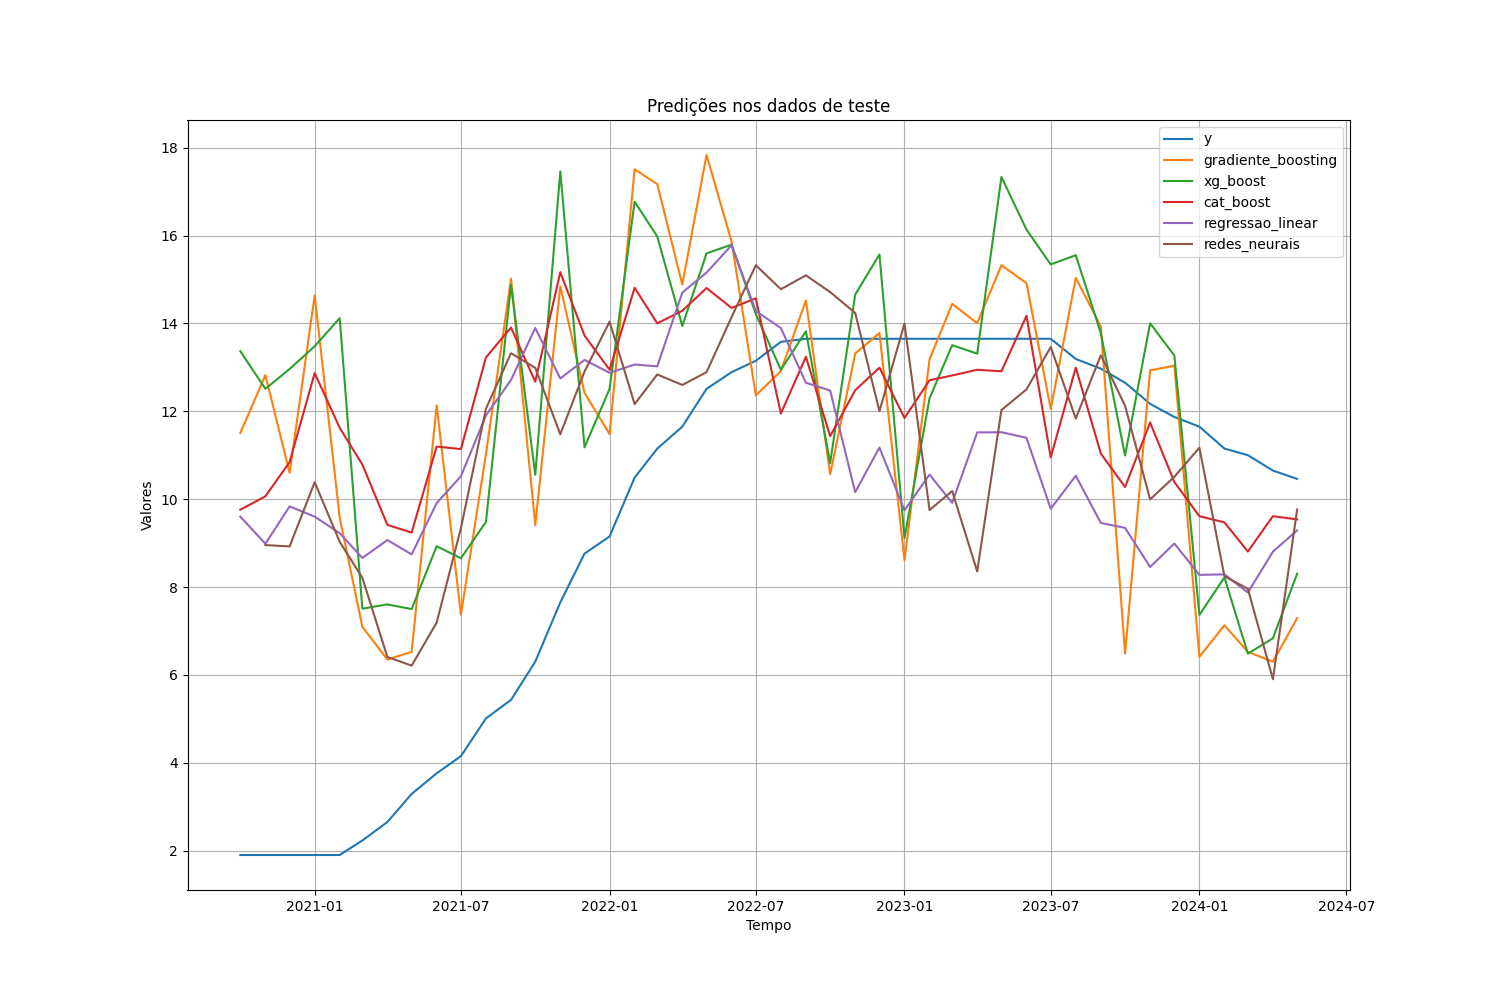 Predições nos dados de teste
y
gradiente_boosting
xg_boost
cat_boost
regressao_linear
redes_neurais
18
16
14
12
10
8
6
4
2
Valores
2021-01
2021-07
2022-01
2022-07
2023-01
2023-07
2024-01
2024-07
Tempo